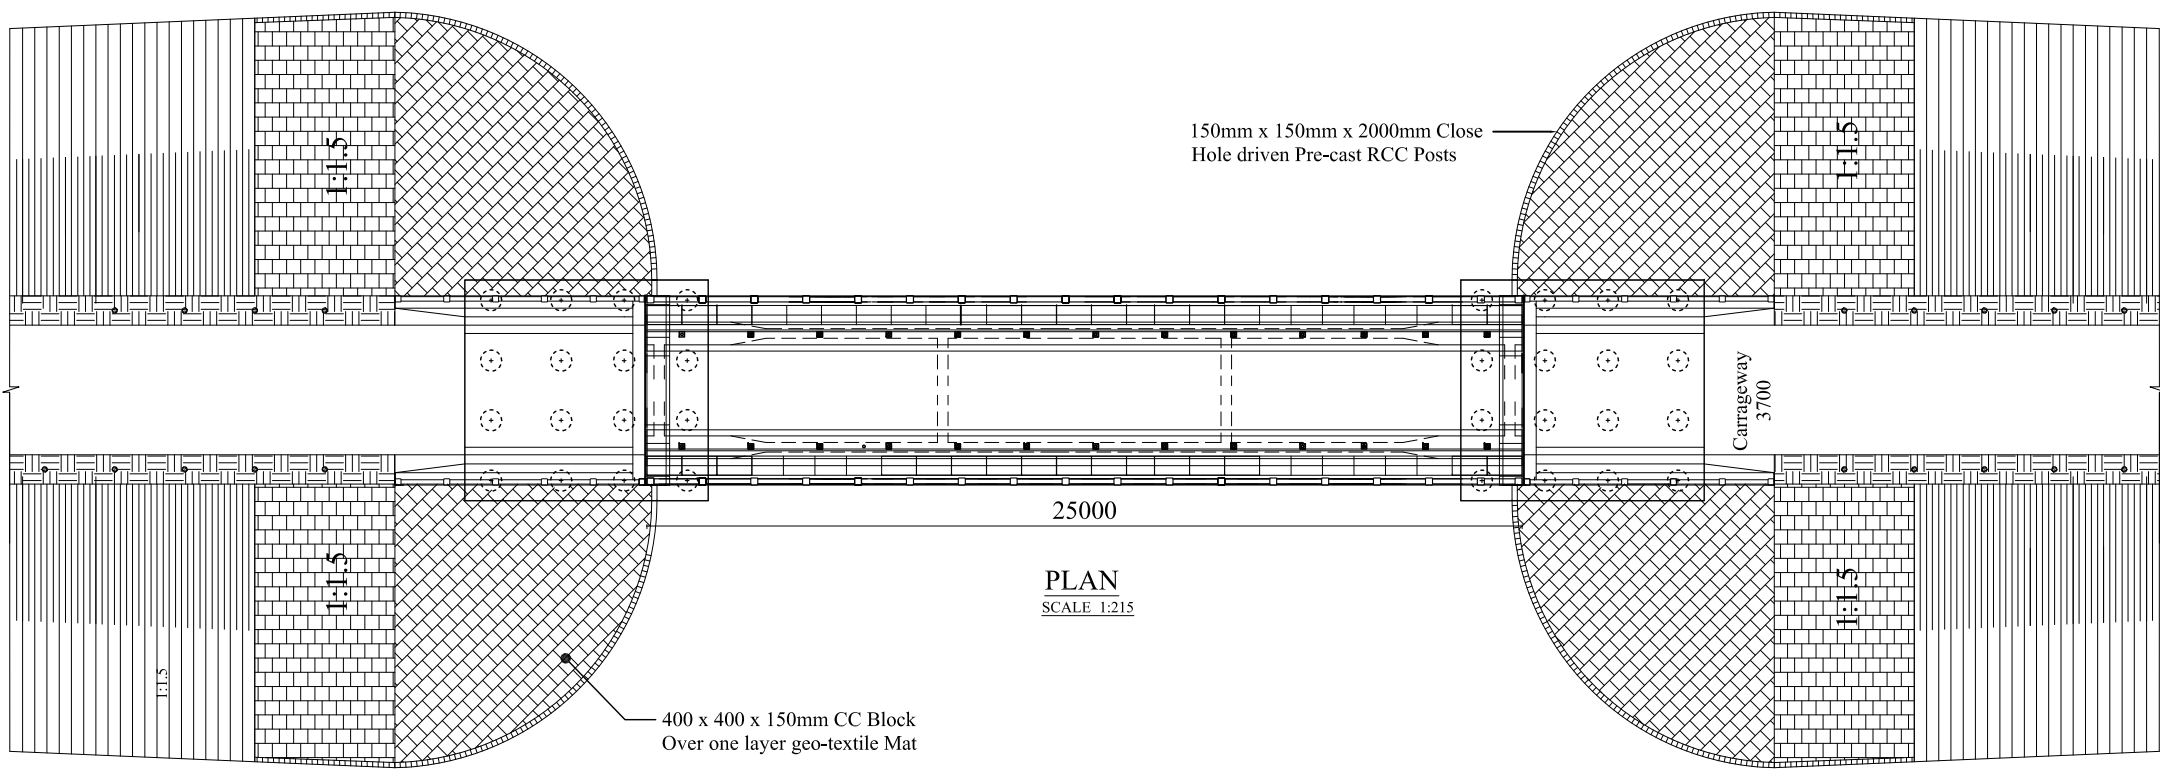 1:1.5
150mm x 150mm x 2000mm Close
Hole driven Pre-cast RCC Posts
1:1.5
Carrageway
3700
25000
1:1.5
PLAN
SCALE 1:215
1:1.5
1:1.5
400 x 400 x 150mm CC Block
Over one layer geo-textile Mat